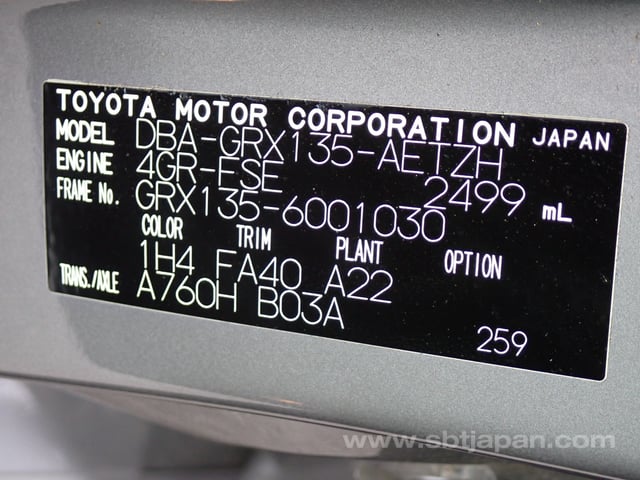 TOYOTA MOTOR CORPORATION JAPAN
MODEL DBA-GRX135-AETZH
ENGINE 4GR-FSE 2499 mL
FRAME No. GRX135-6001030
COLOR TRIM PLANT OPTION
1H4 FA40 A22
TRANS./AXLE A760H B03A
259
www.sbtjapan.com